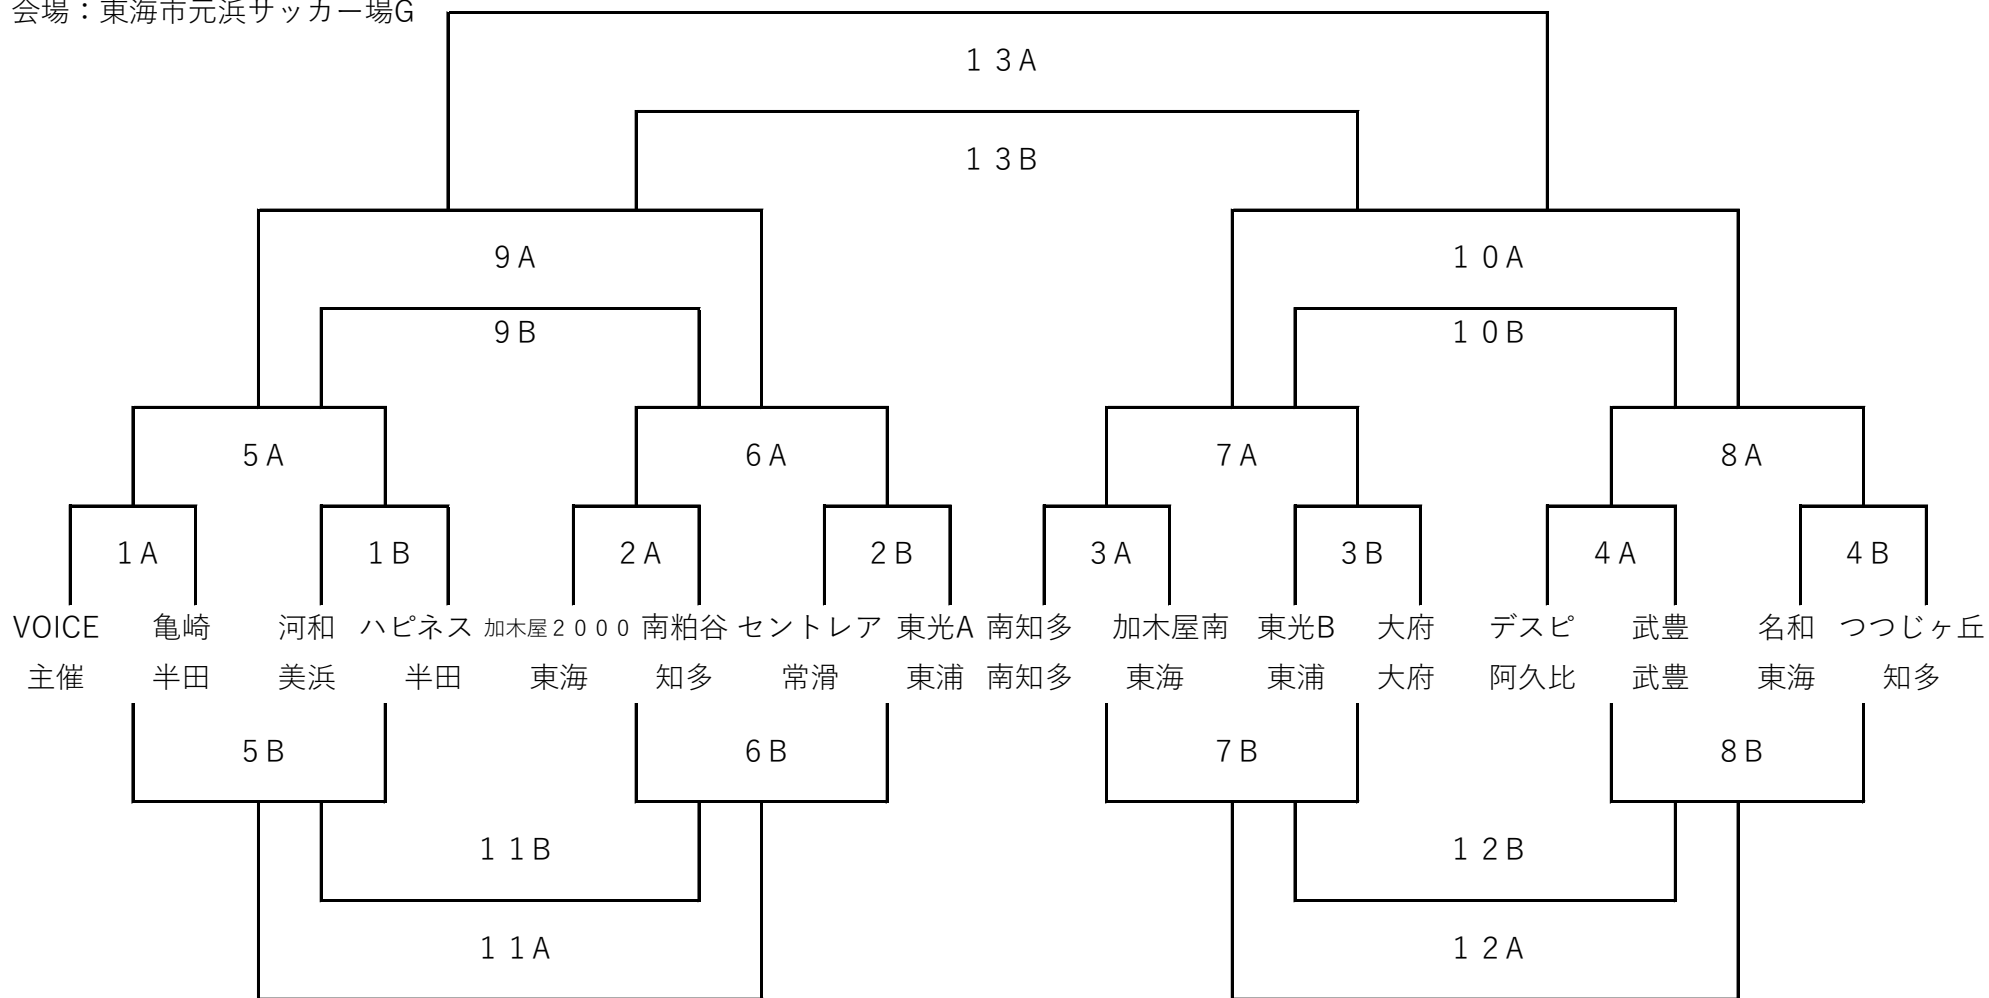 会場：東海市元浜サッカー場G
１３A
１３B
９A １０A
９B １０B
５A ６A ７A ８A
１A １B ２A ２B ３A ３B ４A ４B
VOICE 亀崎 河和 ハピネス 加木屋２０００ 南粕谷 セントレア 東光A 南知多 加木屋南 東光B 大府 デスピ 武豊 名和 つつじヶ丘
主催 半田 美浜 半田 東海 知多 常滑 東浦 南知多 東海 東浦 大府 阿久比 武豊 東海 知多
５B ６B ７B ８B
１１B １２B
１１A １２A